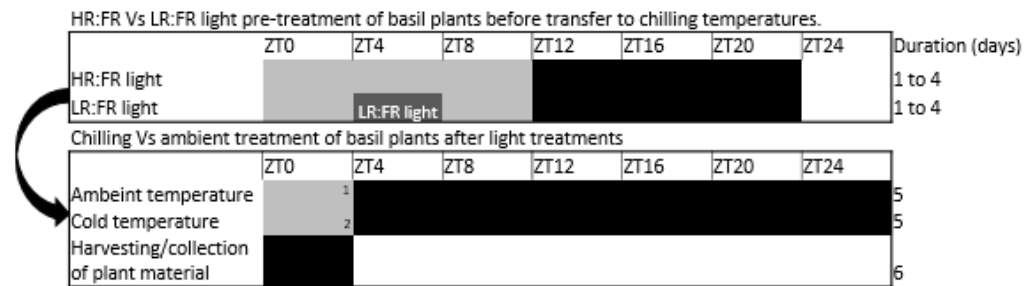 HR:FR Vs LR:FR light pre-treatment of basil plants before transfer to chilling temperatures.
ZT0 ZT4 ZT8 ZT12 ZT16 ZT20 ZT24 Duration (days)
HR:FR light 1 to 4
LR:FR light LR:FR light 1 to 4
Chilling Vs ambient treatment of basil plants after light treatments
ZT0 ZT4 ZT8 ZT12 ZT16 ZT20 ZT24
Ambeint temperature 1 5
Cold temperature 2 5
Harvesting/collection
of plant material 6